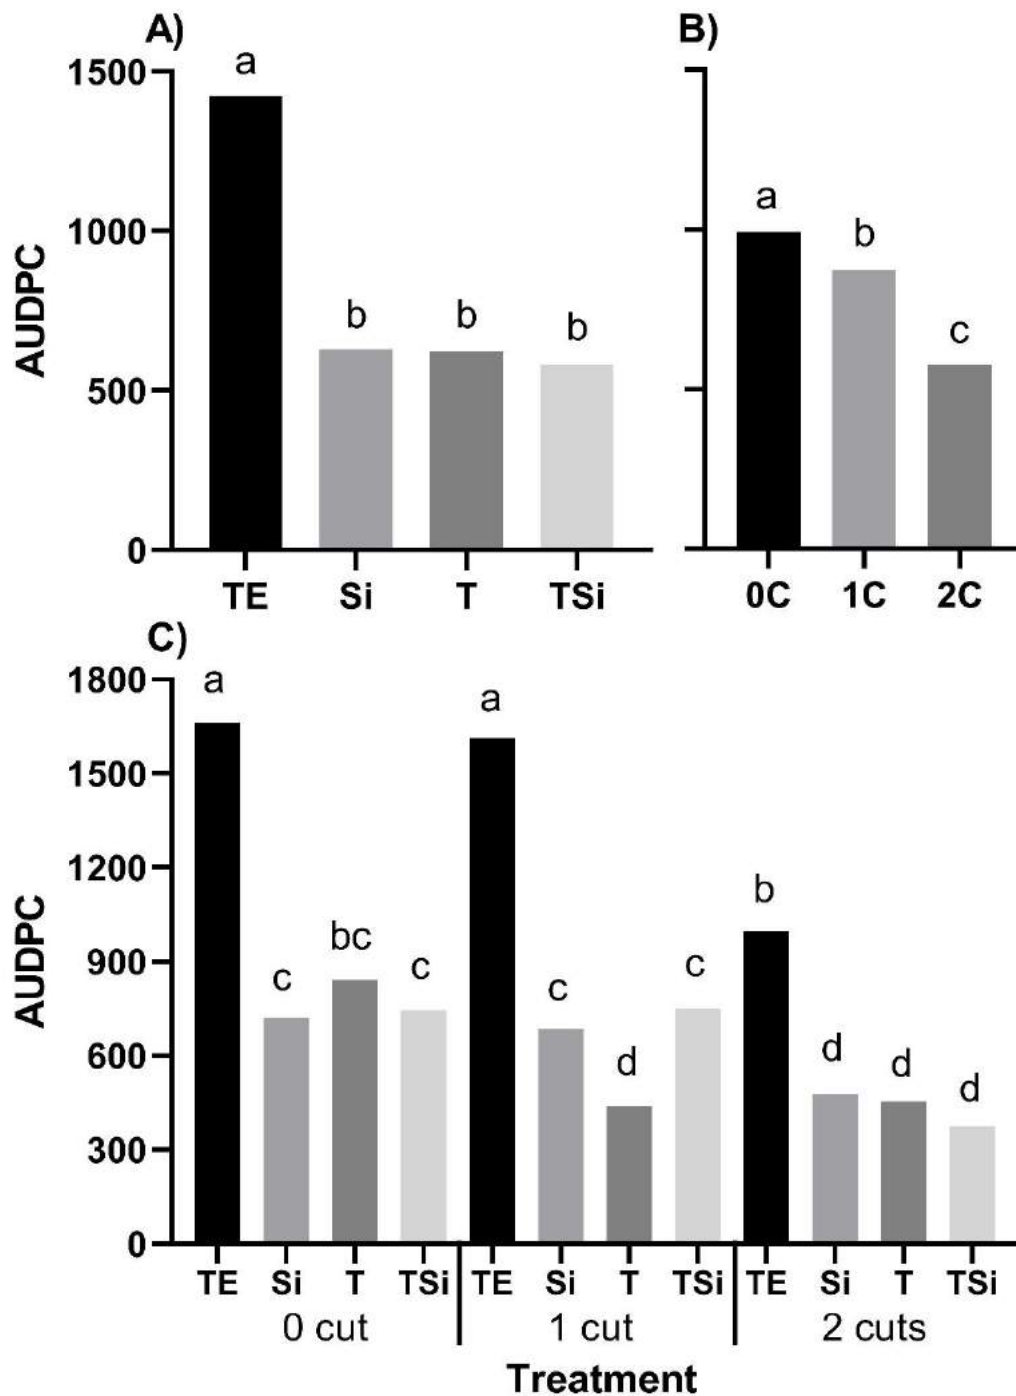 A)
B)
1500
1000
500
0
AUDPC
a
b
b
b
TE Si T TSi
a
b
c
0C 1C 2C
C)
1800
1500
1200
900
600
300
0
AUDPC
a
c
bc
c
a
c
d
c
b
d
d
d
TE Si T TSi TE Si T TSi TE Si T TSi
0 cut 1 cut 2 cuts
Treatment